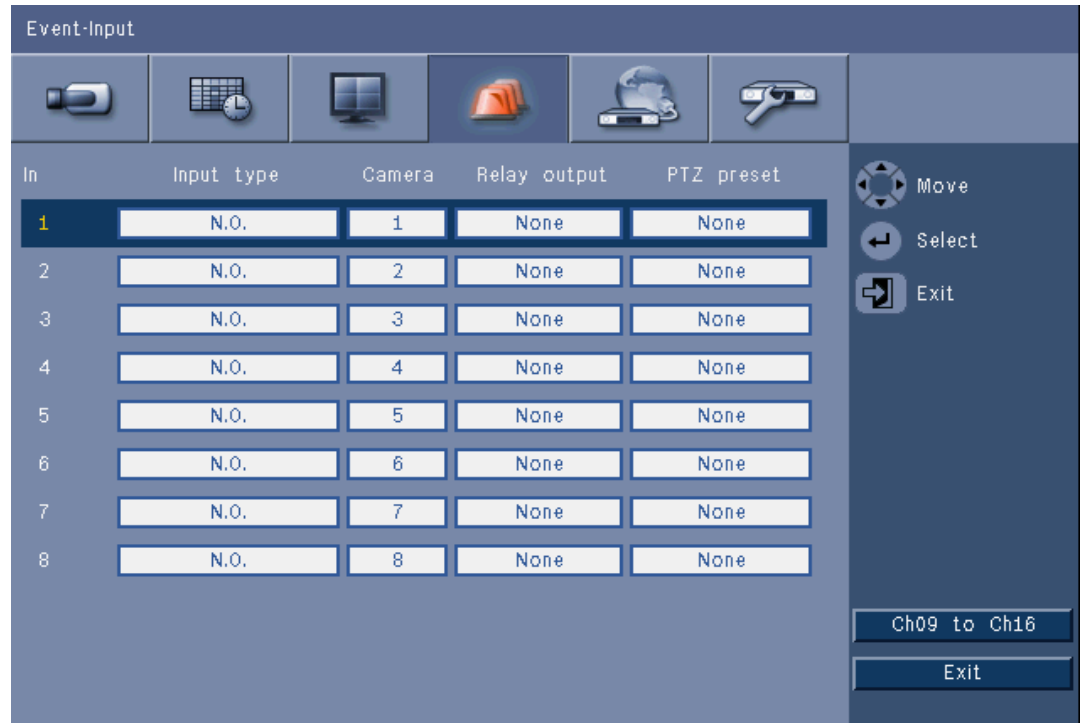 Event-Input
In Input type Camera Relay output PTZ preset
1 N.O. 1 None None
2 N.O. 2 None None
3 N.O. 3 None None
4 N.O. 4 None None
5 N.O. 5 None None
6 N.O. 6 None None
7 N.O. 7 None None
8 N.O. 8 None None
Move
Select
Exit
Ch09 to Ch16
Exit